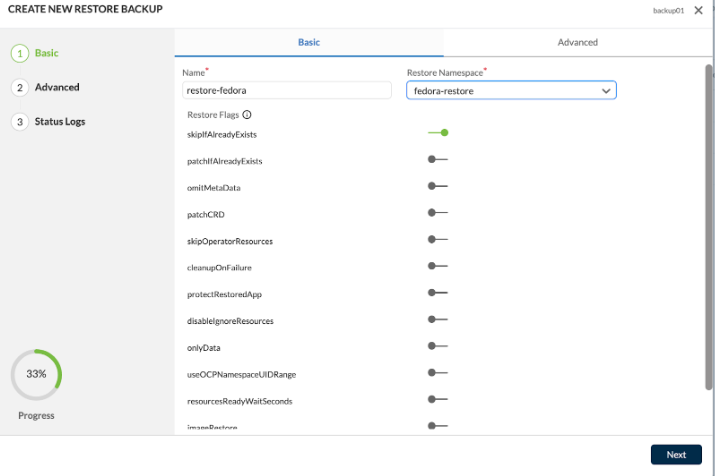 CREATE NEW RESTORE BACKUP
backup01
1 Basic
2 Advanced
3 Status Logs
33%
Progress
Basic
Advanced
Name*
Restore Namespace*
restore-fedora
fedora-restore
Restore Flags
skipIfAlreadyExists
patchIfAlreadyExists
omitMetaData
patchCRD
skipOperatorResources
cleanupOnFailure
protectRestoredApp
disableIgnoreResources
onlyData
useOCPNamespaceUIDRange
resourcesReadyWaitSeconds
imageRestore
Next